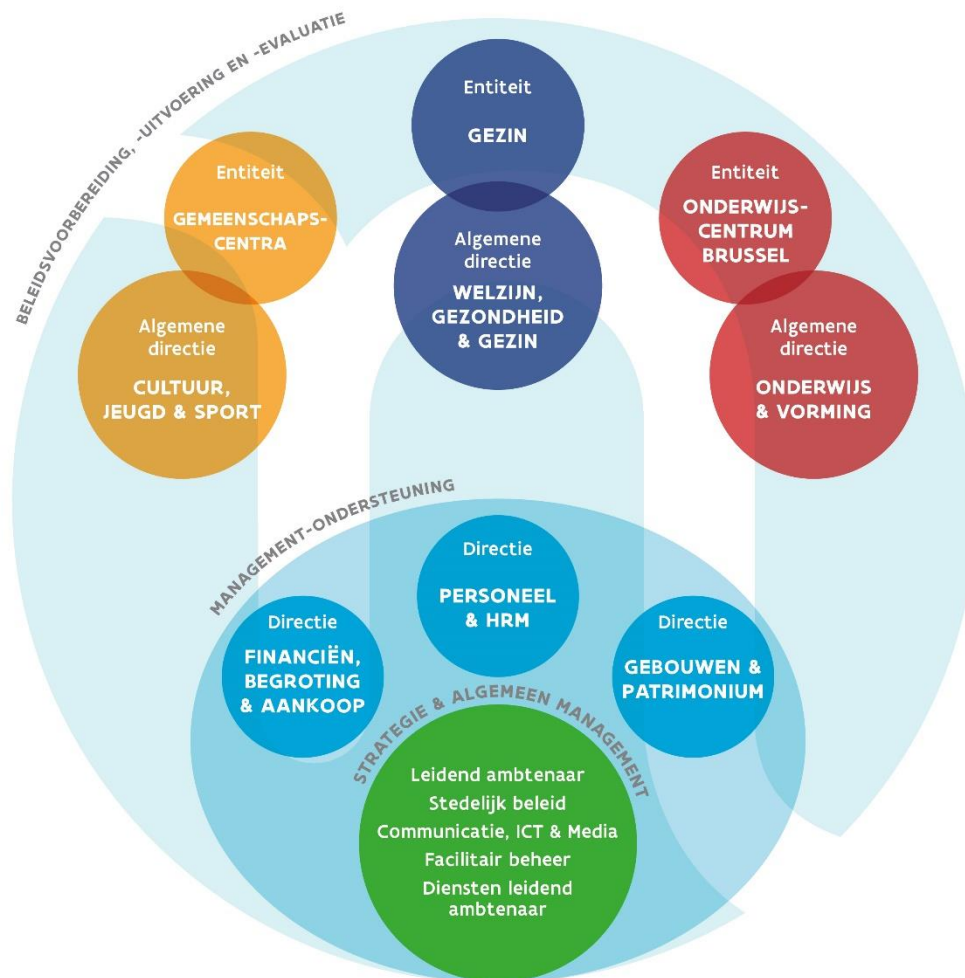 BELEIDSVOORBEREIDING, -UITVOERING EN -EVALUATIE
Entiteit
GEZIN
Entiteit
GEMEENSCHAPS-
CENTRA
Entiteit
ONDERWIJS-
CENTRUM
BRUSSEL
Algemene
directie
WELZIJN,
GEZONDHEID
& GEZIN
Algemene
directie
CULTUUR,
JEUGD & SPORT
Algemene
directie
ONDERWIJS
& VORMING
MANAGEMENT-ONDERSTEUNING
Directie
PERSONEEL
& HRM
Directie
FINANCIËN,
BEGROTING
& AANKOOP
Directie
GEBOUWEN &
PATRIMONIUM
STRATEGIE & ALGEMEEN MANAGEMENT
Leidend ambtenaar
Stedelijk beleid
Communicatie, ICT & Media
Facilitair beheer
Diensten leidend
ambtenaar